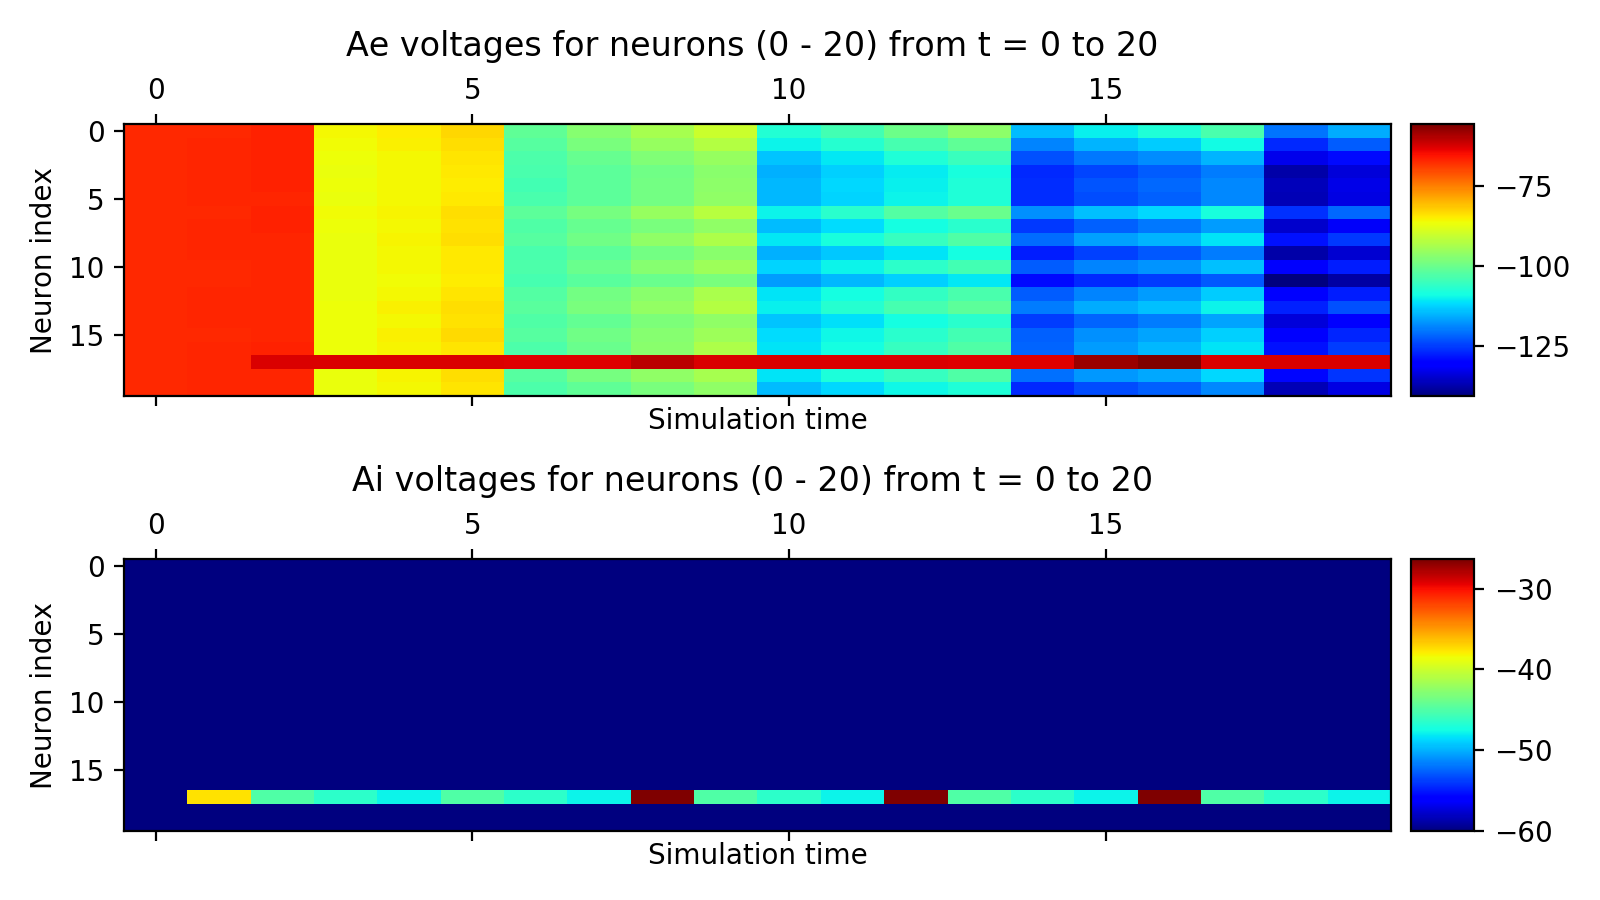 Ae voltages for neurons (0 - 20) from t = 0 to 20
0 5 10 15
Neuron index
0
5
10
15
−75
−100
−125
Simulation time
Ai voltages for neurons (0 - 20) from t = 0 to 20
0 5 10 15
Neuron index
0
5
10
15
−30
−40
−50
−60
Simulation time